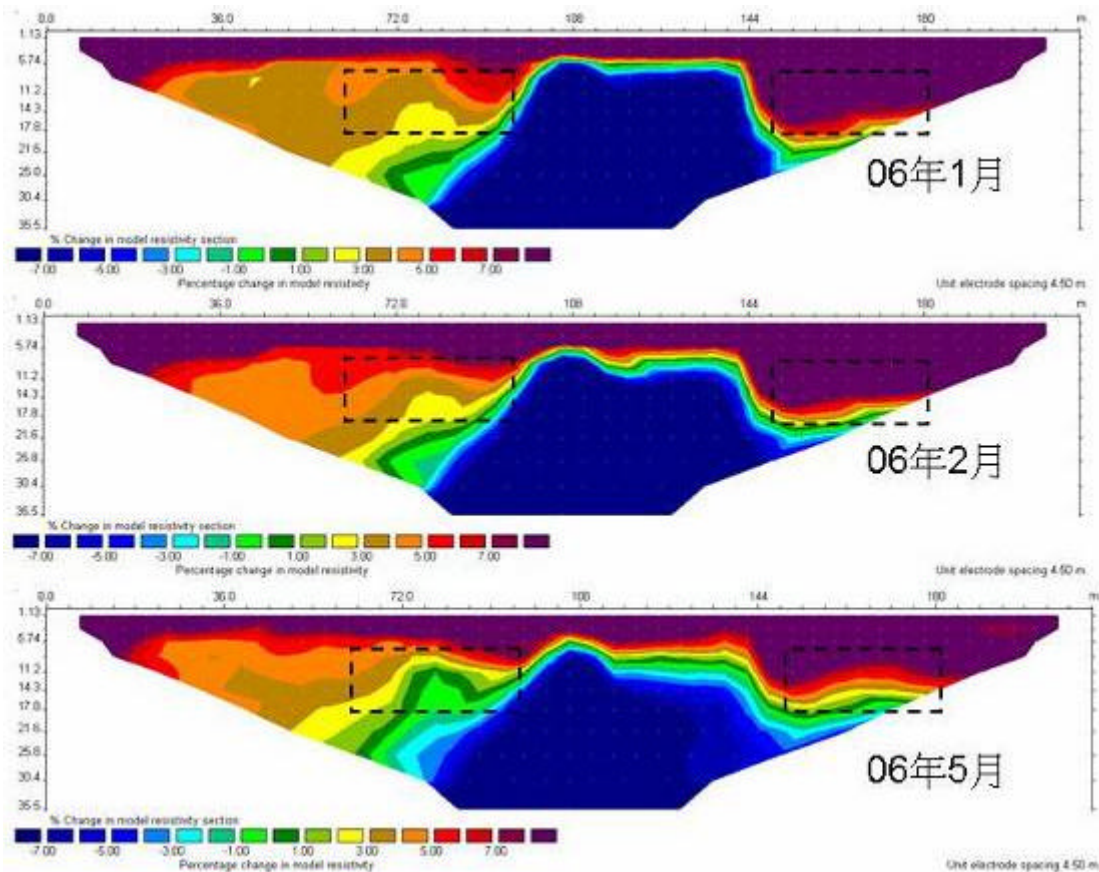 0.0 36.0 72.0 108 144 180 m
1.13
5.74
11.2
14.3
17.8
21.6
25.0
30.4
35.5
06年1月
% Change in model resistivity section
-7.00 -5.00 -3.00 -1.00 1.00 3.00 5.00 7.00
Percentage change in model resistivity
Unit electrode spacing 4.50 m
0.0 36.0 72.0 108 144 180 m
1.13
5.74
11.2
14.3
17.8
21.6
25.8
30.4
35.5
06年2月
% Change in model resistivity section
-7.00 -5.00 -3.00 -1.00 1.00 3.00 5.00 7.00
Percentage change in model resistivity
Unit electrode spacing 4.50 m
0.0 36.0 72.0 108 144 180 m
1.13
5.74
11.2
14.3
17.8
21.6
25.8
30.4
35.5
06年5月
% Change in model resistivity section
-7.00 -5.00 -3.00 -1.00 1.00 3.00 5.00 7.00
Percentage change in model resistivity
Unit electrode spacing 4.50 m